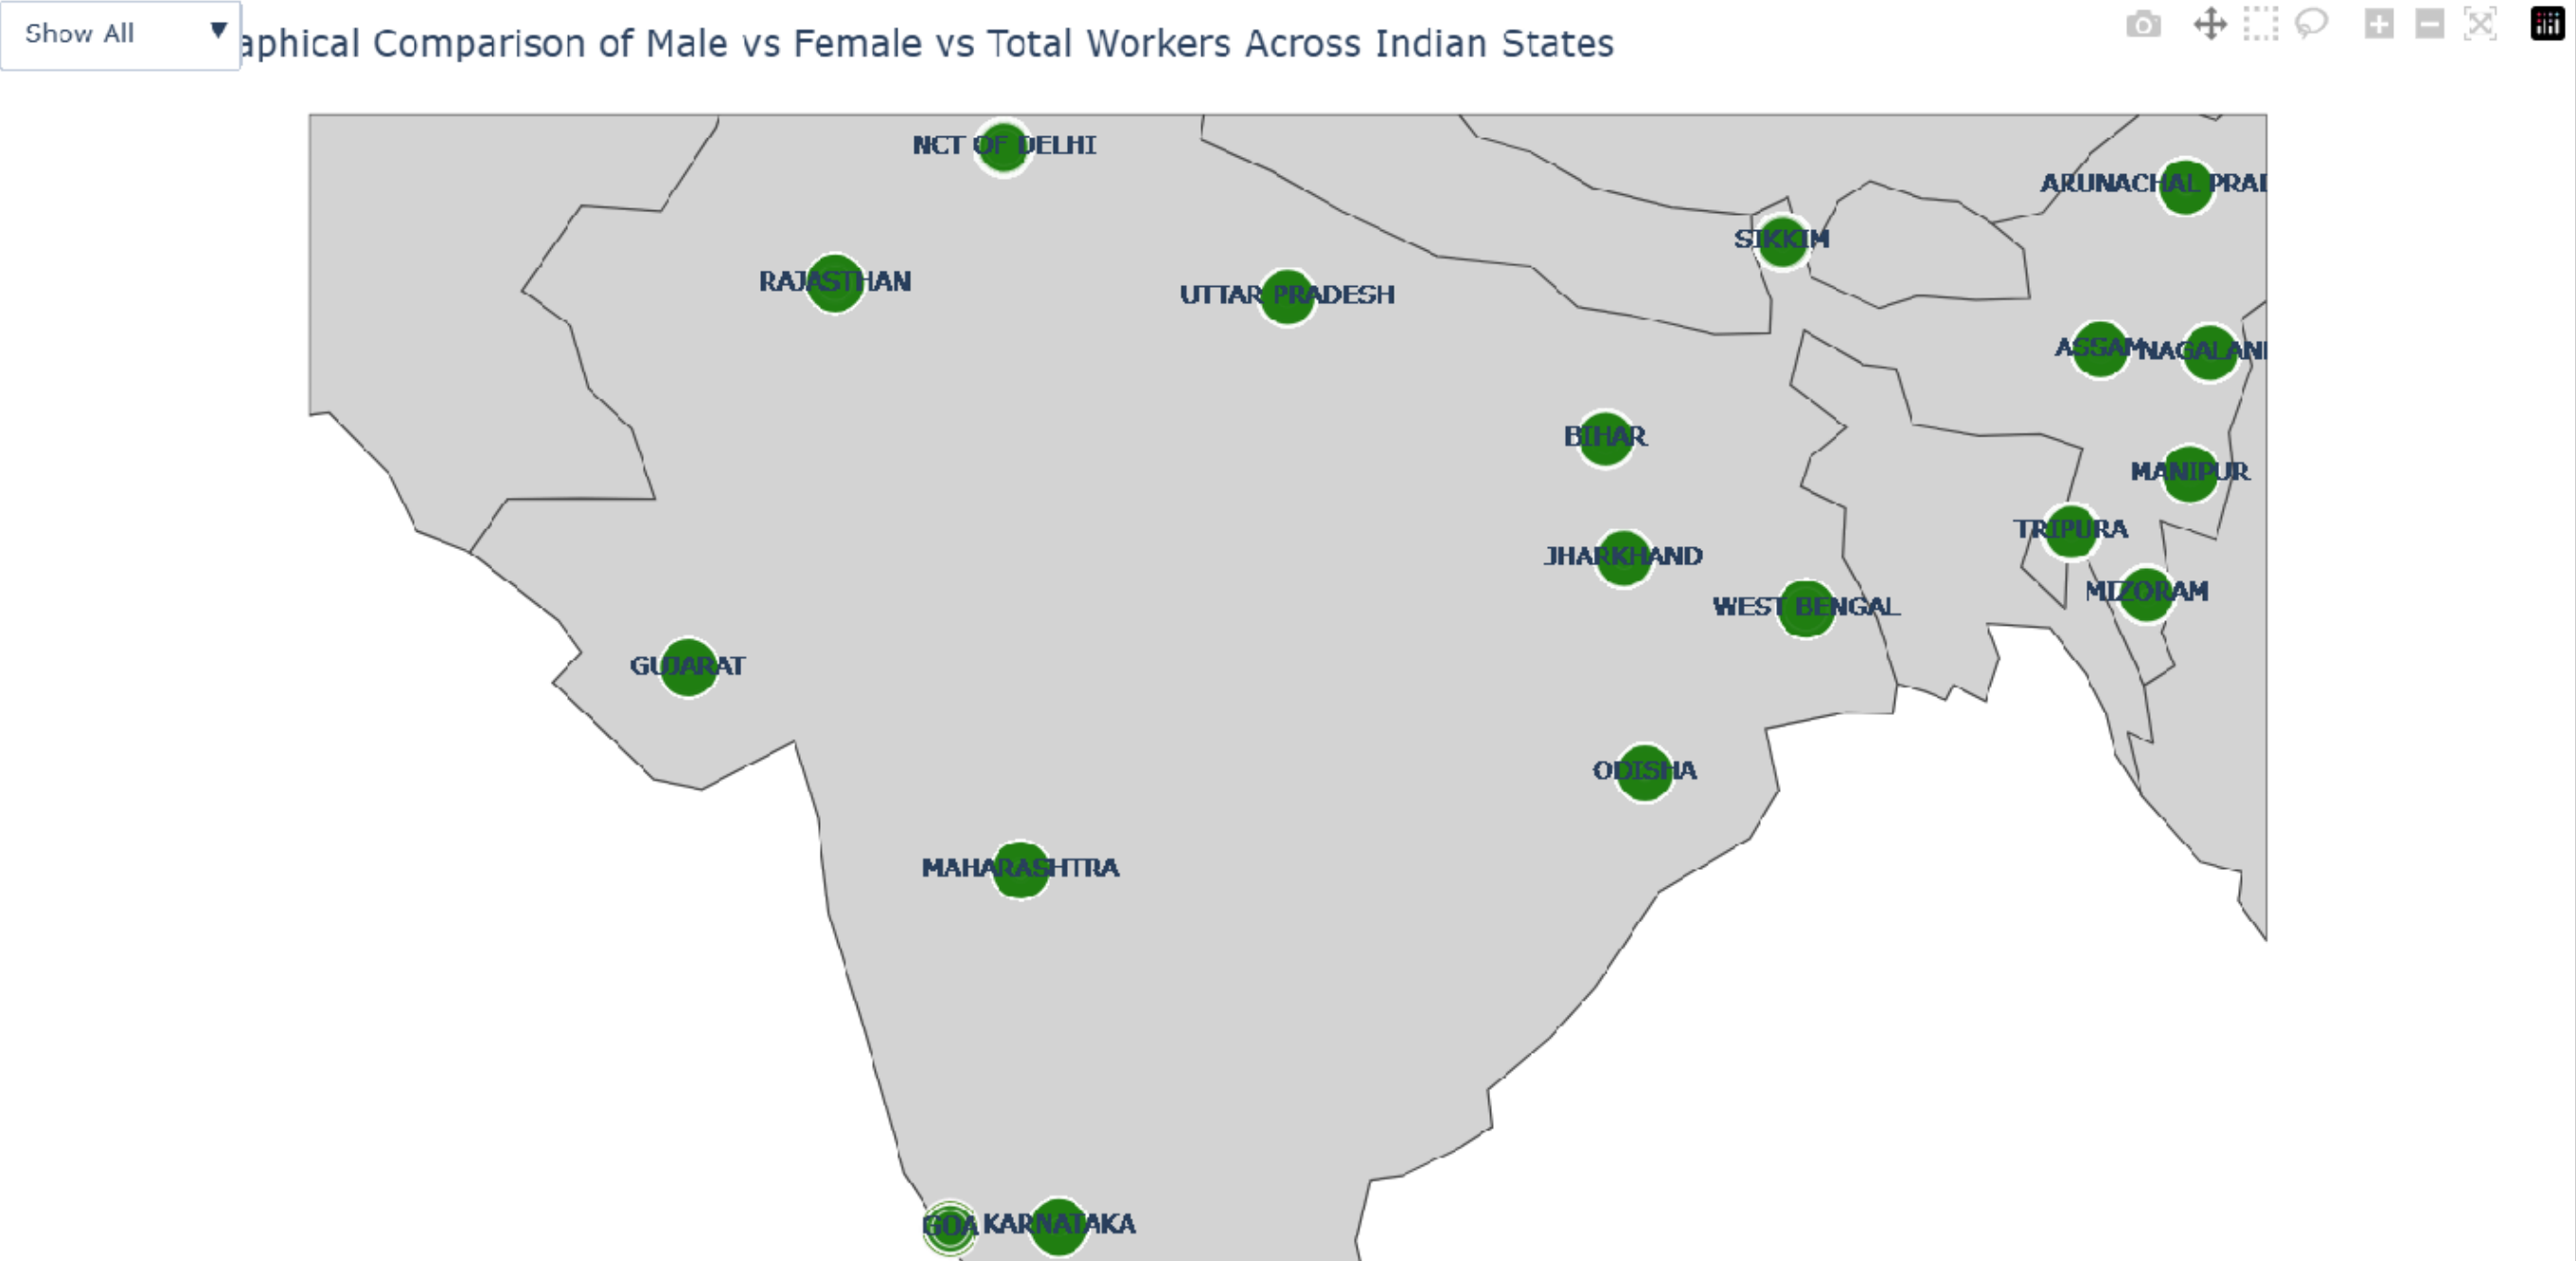 Show All ▼
aphical Comparison of Male vs Female vs Total Workers Across Indian States
NCT OF DELHI
ARUNACHAL PRAI
SIKKIM
RAJASTHAN
UTTAR PRADESH
ASSAM
NAGALANI
BIHAR
MANIPUR
TRIPURA
JHARKHAND
MIZORAM
WEST BENGAL
GUJARAT
ODISHA
MAHARASHTRA
GOA
KARNATAKA